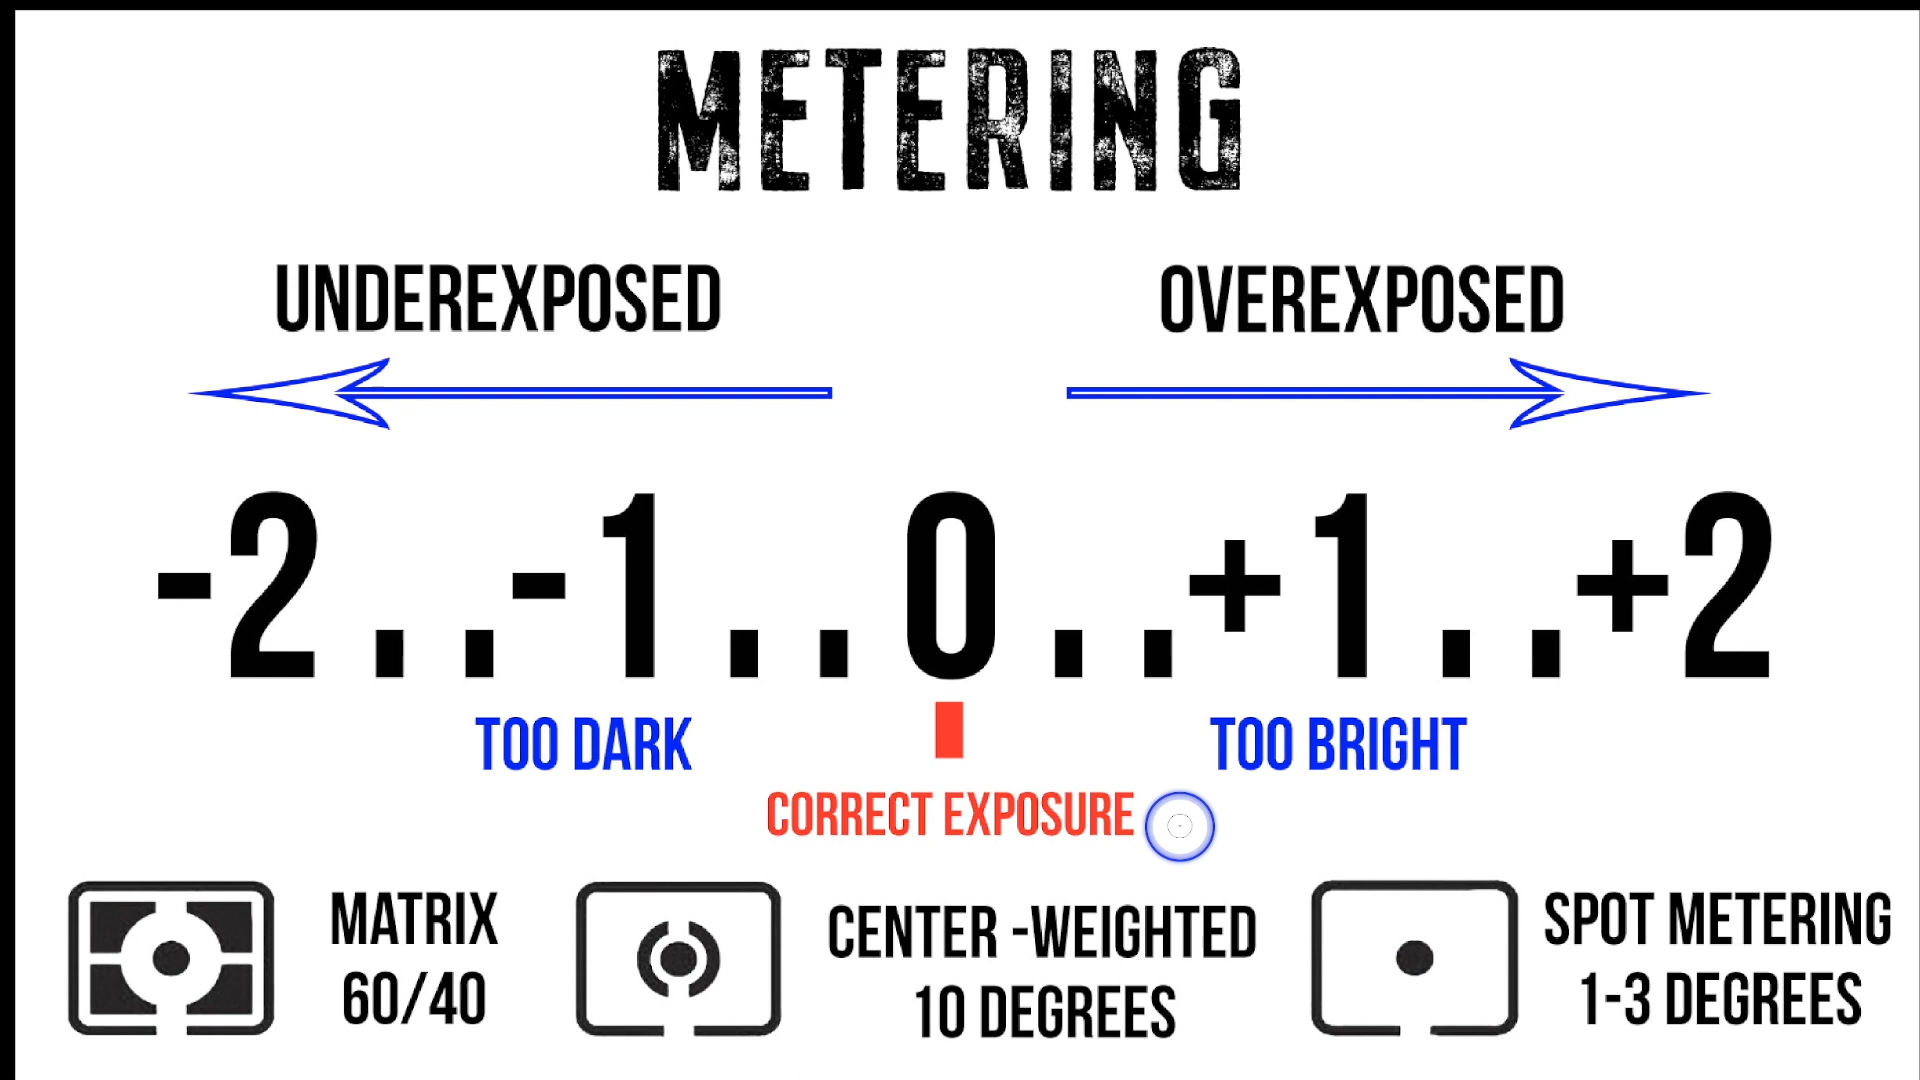 METERING
UNDEREXPOSED
OVEREXPOSED
-2 . . -1 . . 0 . . +1 . . +2
TOO DARK
TOO BRIGHT
CORRECT EXPOSURE
MATRIX
60/40
CENTER -WEIGHTED
10 DEGREES
SPOT METERING
1-3 DEGREES